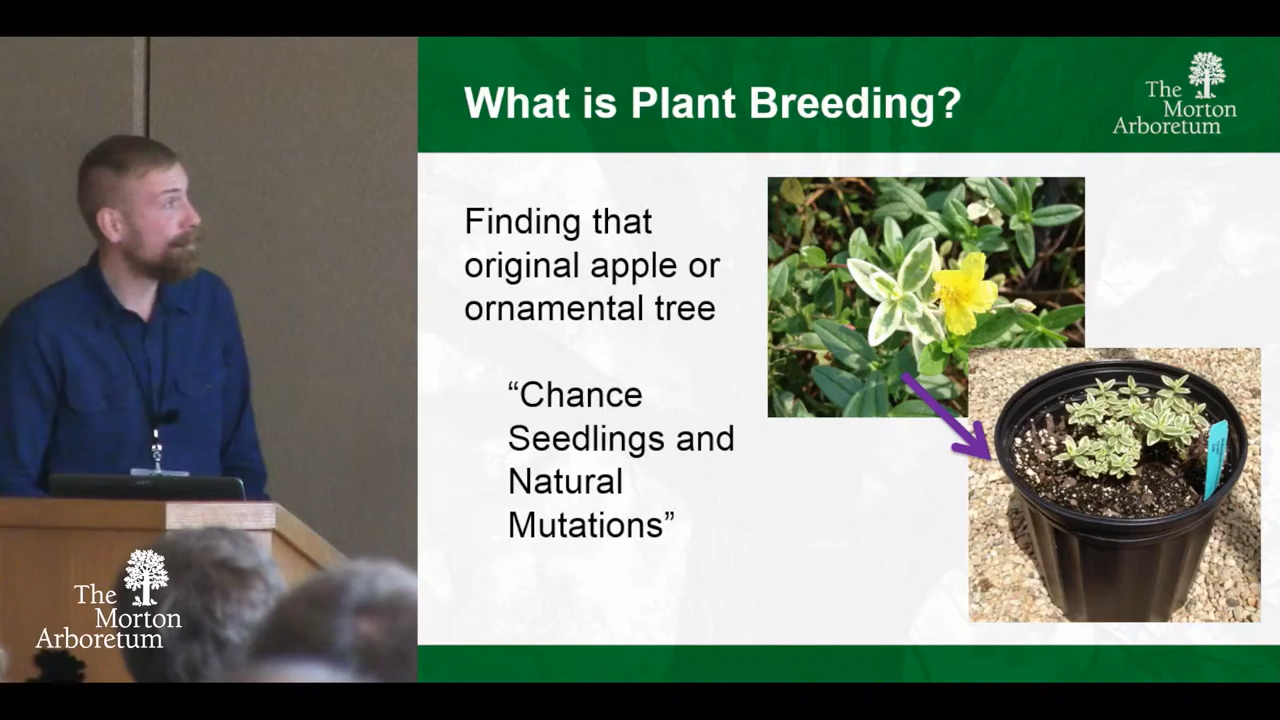 What is Plant Breeding?
The
Morton
Arboretum
Finding that
original apple or
ornamental tree
“Chance
Seedlings and
Natural
Mutations”
The
Morton
Arboretum